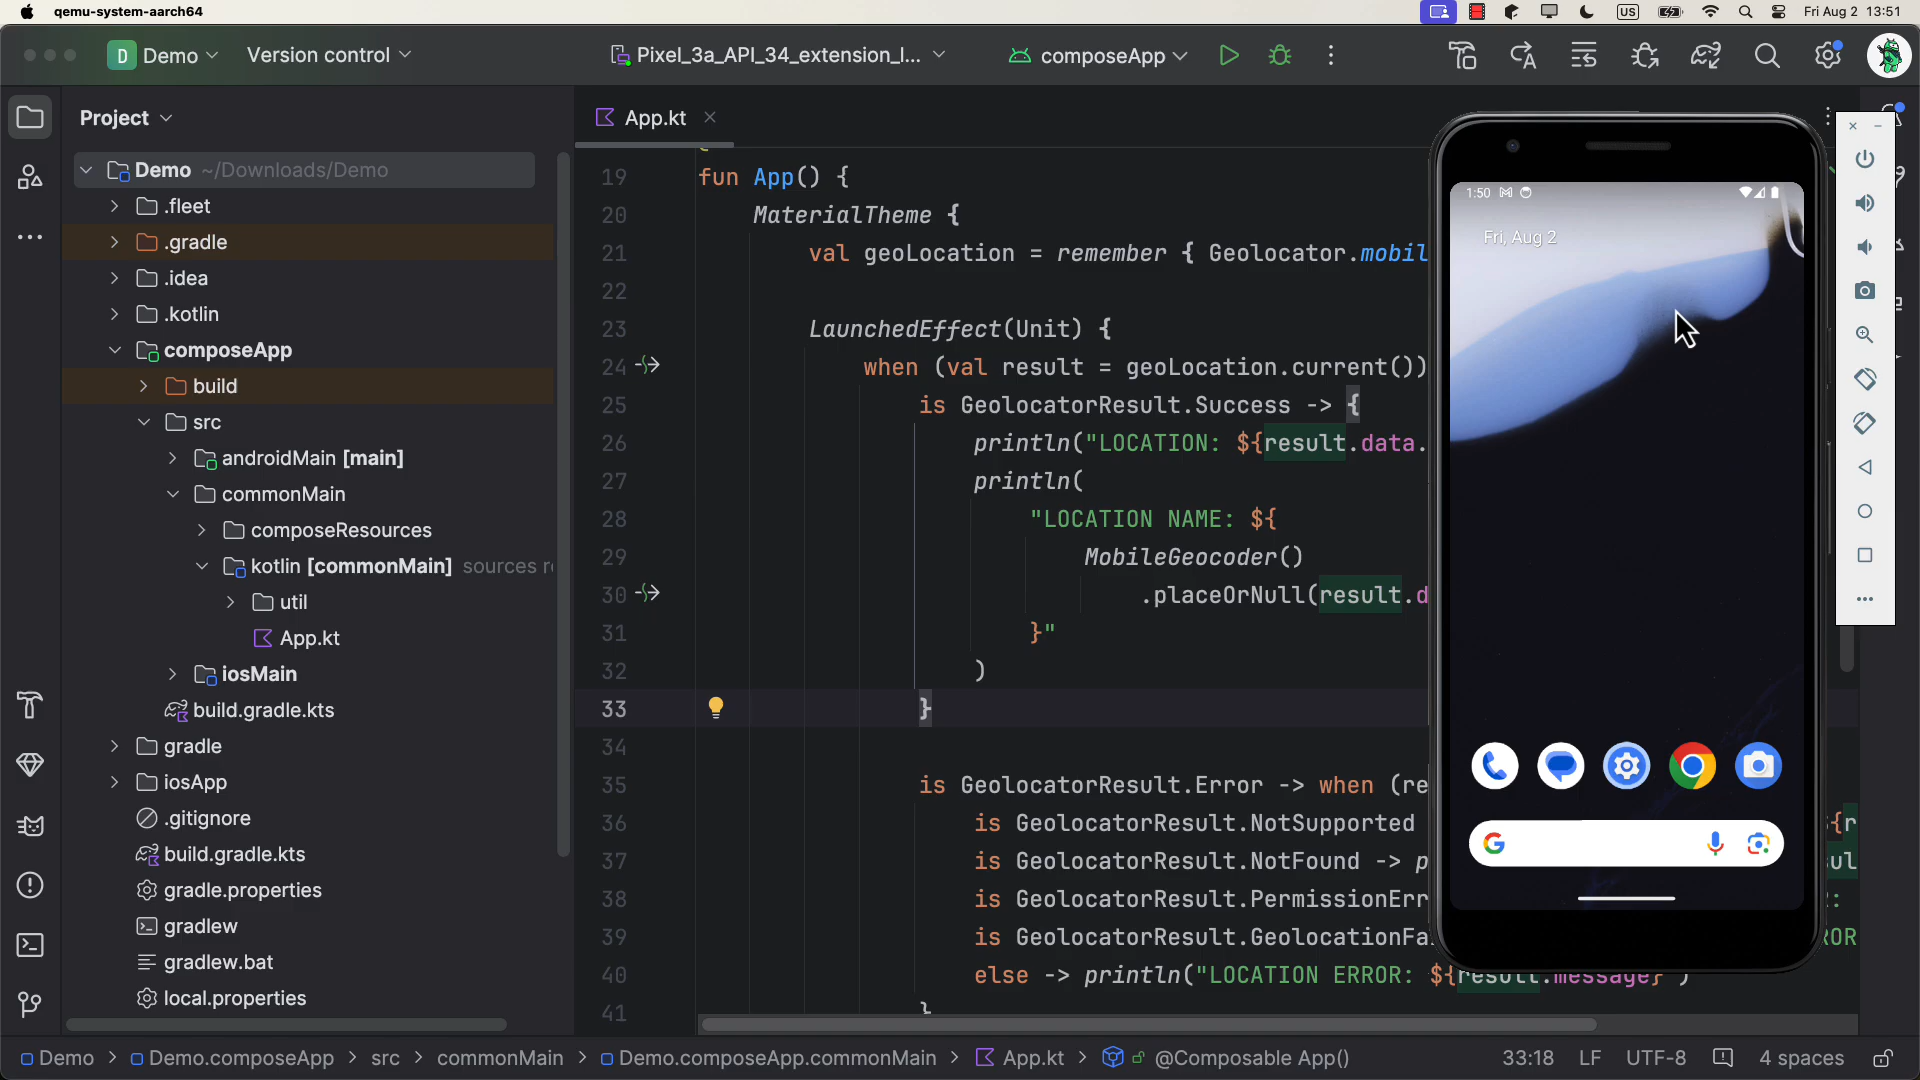 qemu-system-aarch64
US
Fri Aug 2 13:51
D
Demo
Version control
Pixel_3a_API_34_extension_l...
composeApp
Project
App.kt
Demo ~/Downloads/Demo
.fleet
.gradle
.idea
.kotlin
composeApp
build
src
androidMain [main]
commonMain
composeResources
kotlin [commonMain] sources
util
App.kt
iosMain
build.gradle.kts
gradle
iosApp
.gitignore
build.gradle.kts
gradle.properties
gradlew
gradlew.bat
local.properties
19 fun App() {
20 MaterialTheme {
21 val geoLocation = remember { Geolocator.mobil
22
23 LaunchedEffect(Unit) {
24 when (val result = geoLocation.current())
25 is GeolocatorResult.Success -> {
26 println("LOCATION: ${result.data.
27 println(
28 "LOCATION NAME: ${
29 MobileGeocoder()
30 .placeOrNull(result.d
31 }"
32 )
33 }
34
35 is GeolocatorResult.Error -> when (re
36 is GeolocatorResult.NotSupported
37 is GeolocatorResult.NotFound -> p
38 is GeolocatorResult.PermissionErr
39 is GeolocatorResult.GeolocationFa
40 else -> println("LOCATION ERROR: ${result.message}")
41 }
1:50
Fri, Aug 2
Demo > Demo.composeApp > src > commonMain > Demo.composeApp.commonMain > App.kt > @Composable App()
33:18 LF UTF-8 4 spaces